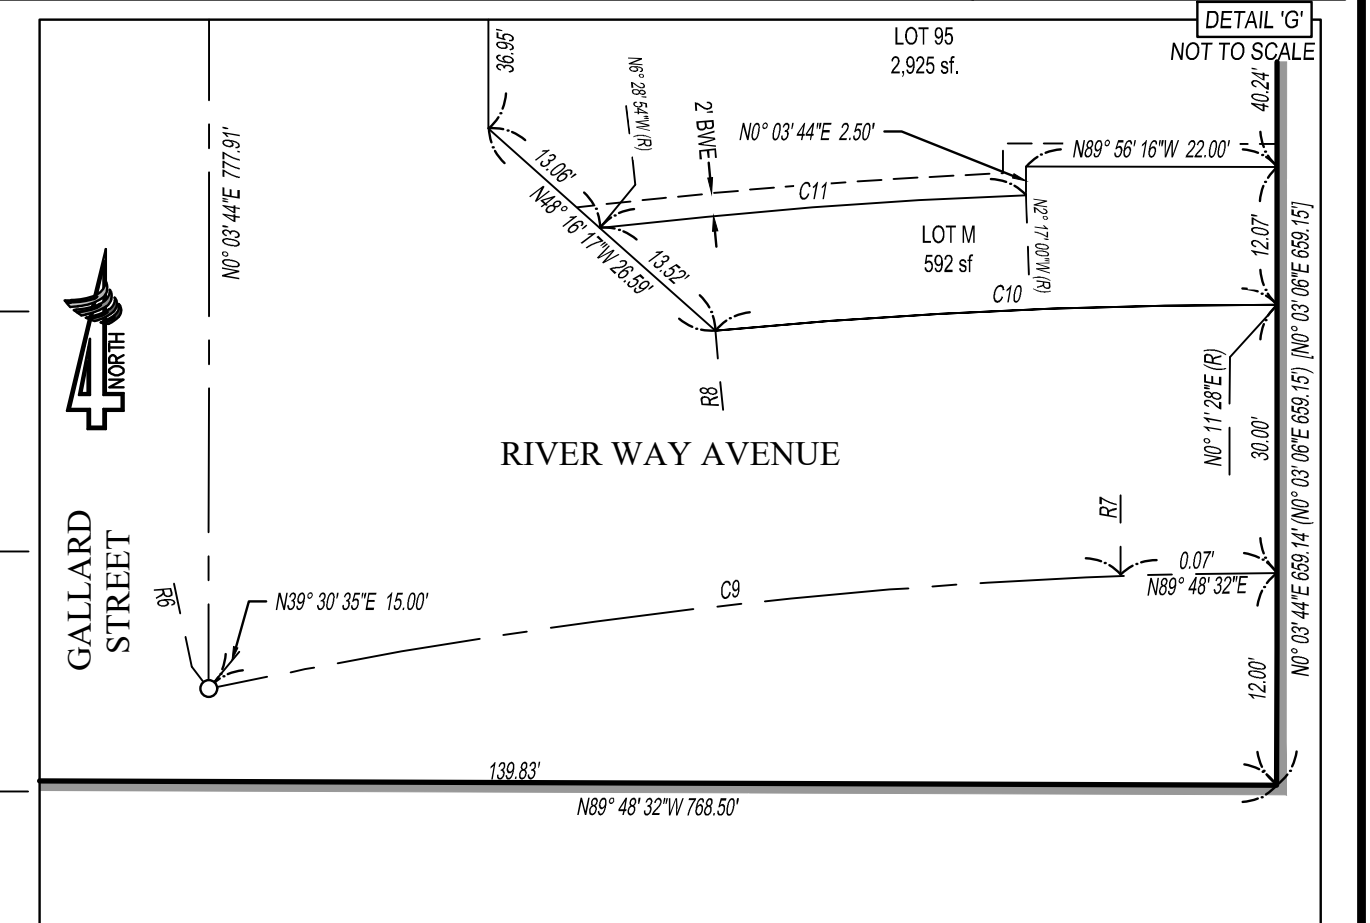 DETAIL 'G'
NOT TO SCALE
LOT 95
2,925 sf.
36.95'
N6° 28' 54"W (R)
2' BWE
N0° 03' 44"E 2.50'
40.24'
N89° 56' 16"W 22.00'
N0° 03' 44"E 777.91'
13.06'
C11
N48° 16' 17"W 26.59'
13.52'
LOT M
592 sf
N2° 17' 00"W (R)
12.07'
C10
NORTH
R8
N0° 11' 28"E (R)
30.00'
N0° 03' 44"E 659.14' (N0° 03' 06"E 659.15') [N0° 03' 06"E 659.15']
RIVER WAY AVENUE
R7
GALLARD
STREET
R6
N39° 30' 35"E 15.00'
C9
0.07'
N89° 48' 32"E
12.00'
139.83'
N89° 48' 32"W 768.50'